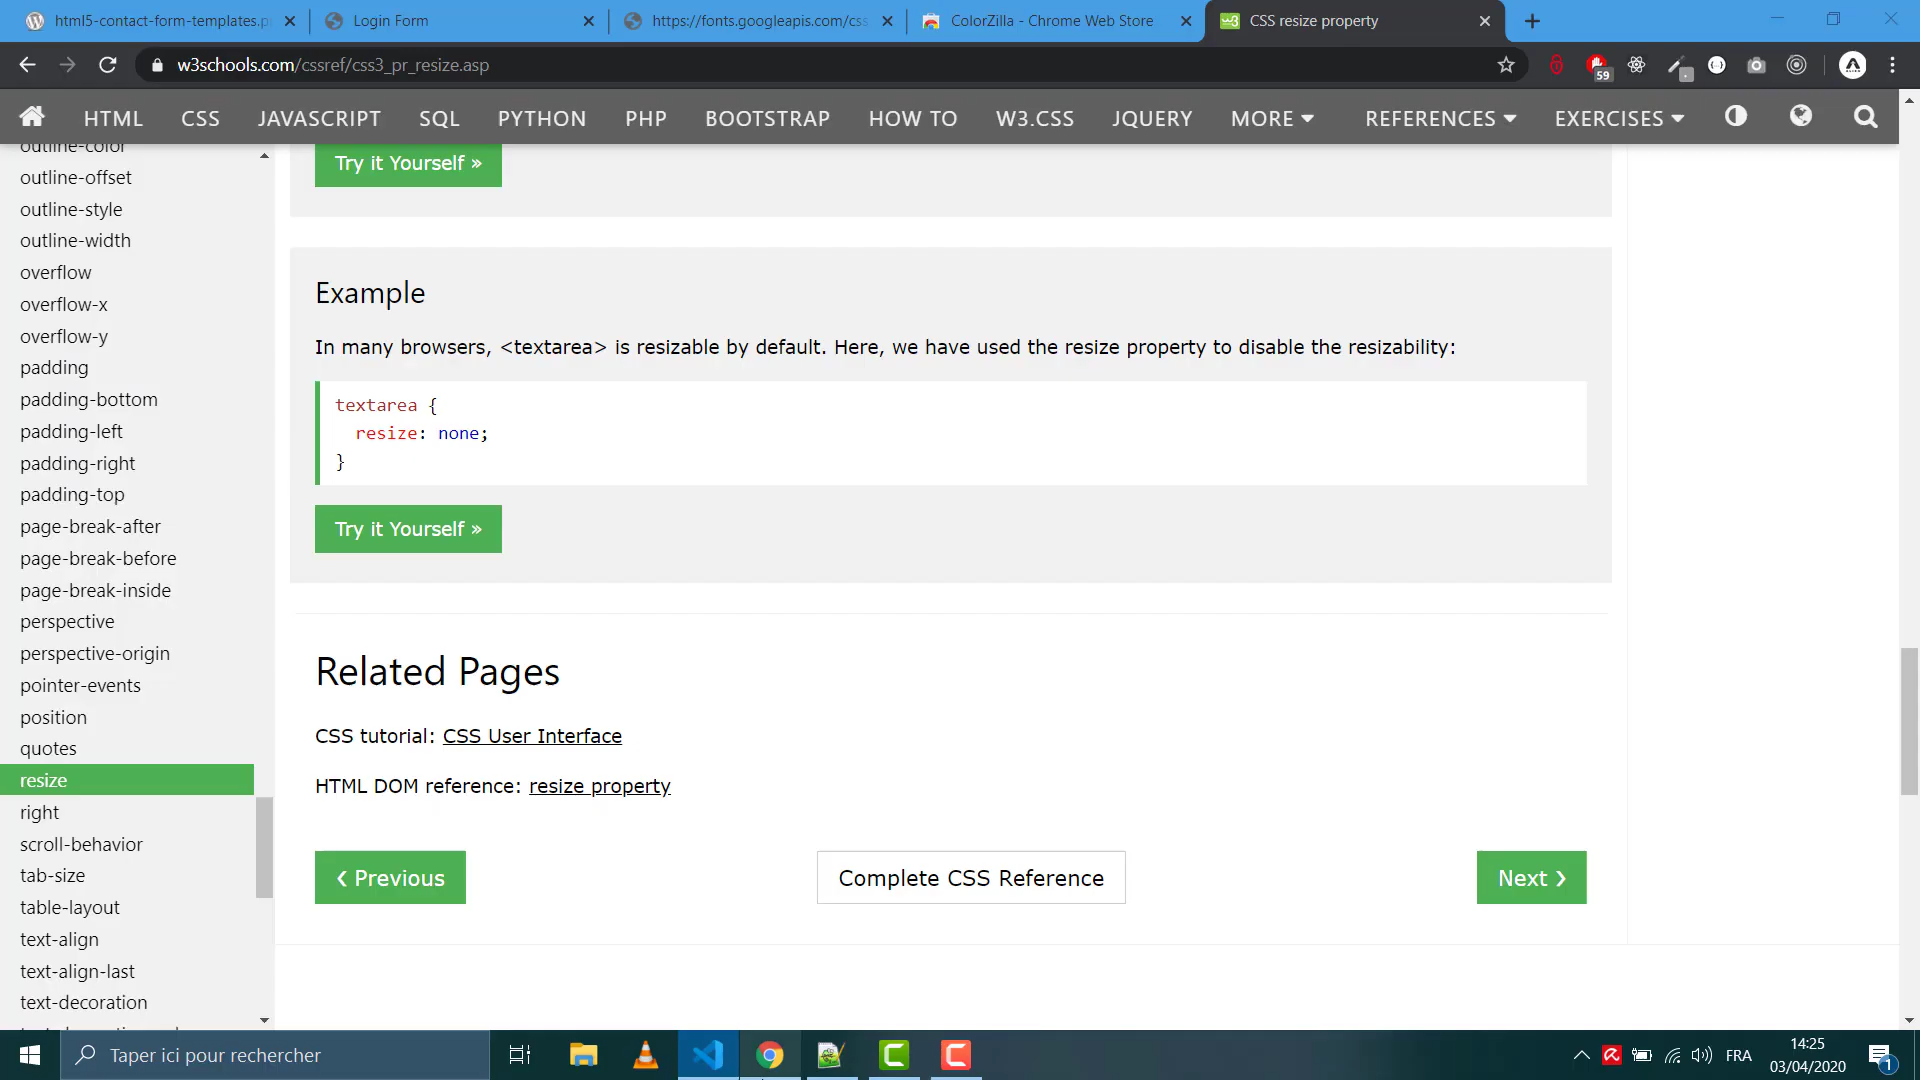 html5-contact-form-templates.p
Login Form
https://fonts.googleapis.com/css
ColorZilla - Chrome Web Store
CSS resize property
w3schools.com/cssref/css3_pr_resize.asp
59
HTML
CSS
JAVASCRIPT
SQL
PYTHON
PHP
BOOTSTRAP
HOW TO
W3.CSS
JQUERY
MORE
REFERENCES
EXERCISES
outline-color
outline-offset
outline-style
outline-width
overflow
overflow-x
overflow-y
padding
padding-bottom
padding-left
padding-right
padding-top
page-break-after
page-break-before
page-break-inside
perspective
perspective-origin
pointer-events
position
quotes
resize
right
scroll-behavior
tab-size
table-layout
text-align
text-align-last
text-decoration
Try it Yourself »
Example
In many browsers, <textarea> is resizable by default. Here, we have used the resize property to disable the resizability:
textarea {
resize: none;
}
Try it Yourself »
Related Pages
CSS tutorial: CSS User Interface
HTML DOM reference: resize property
❮ Previous
Complete CSS Reference
Next ❯
Taper ici pour rechercher
FRA
14:25
03/04/2020
1